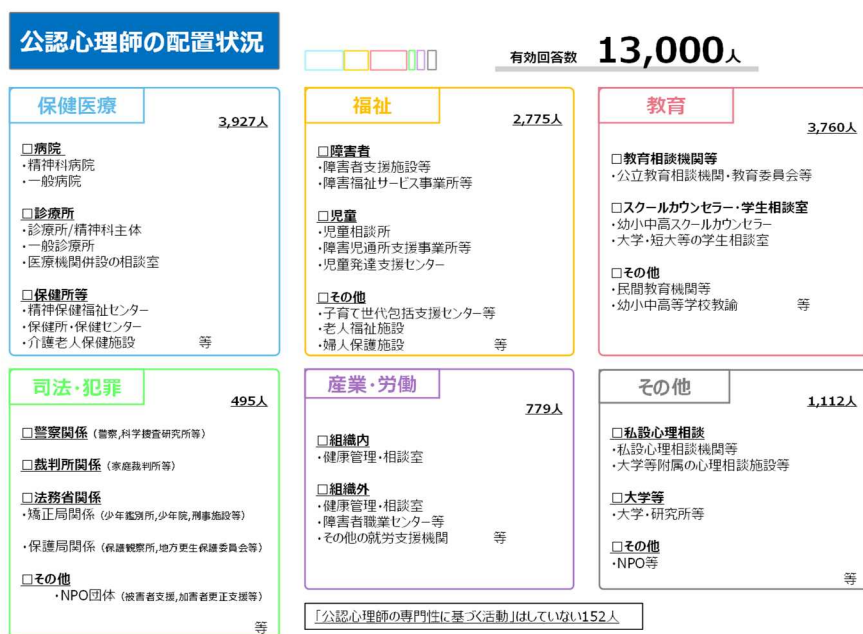 公認心理師の配置状況
有効回答数 13,000人
保健医療
3,927人
□病院
・精神科病院
・一般病院
□診療所
・診療所/精神科主体
・一般診療所
・医療機関併設の相談室
□保健所等
・精神保健福祉センター
・保健所・保健センター
・介護老人保健施設 等
福祉
2,775人
□障害者
・障害者支援施設等
・障害福祉サービス事業所等
□児童
・児童相談所
・障害児通所支援事業所等
・児童発達支援センター
□その他
・子育て世代包括支援センター等
・老人福祉施設
・婦人保護施設 等
教育
3,760人
□教育相談機関等
・公立教育相談機関・教育委員会等
□スクールカウンセラー・学生相談室
・幼小中高スクールカウンセラー
・大学・短大等の学生相談室
□その他
・民間教育機関等
・幼小中高等学校教諭 等
司法・犯罪
495人
□警察関係（警察,科学捜査研究所等）
□裁判所関係（家庭裁判所等）
□法務省関係
・矯正局関係（少年鑑別所,少年院,刑事施設等）
・保護局関係（保護観察所,地方更生保護委員会等）
□その他
・NPO団体（被害者支援,加害者更正支援等）
等
産業・労働
779人
□組織内
・健康管理・相談室
□組織外
・健康管理・相談室
・障害者職業センター等
・その他の就労支援機関 等
その他
1,112人
□私設心理相談
・私設心理相談機関等
・大学等附属の心理相談施設等
□大学等
・大学・研究所等
□その他
・NPO等
等
「公認心理師の専門性に基づく活動」はしていない152人